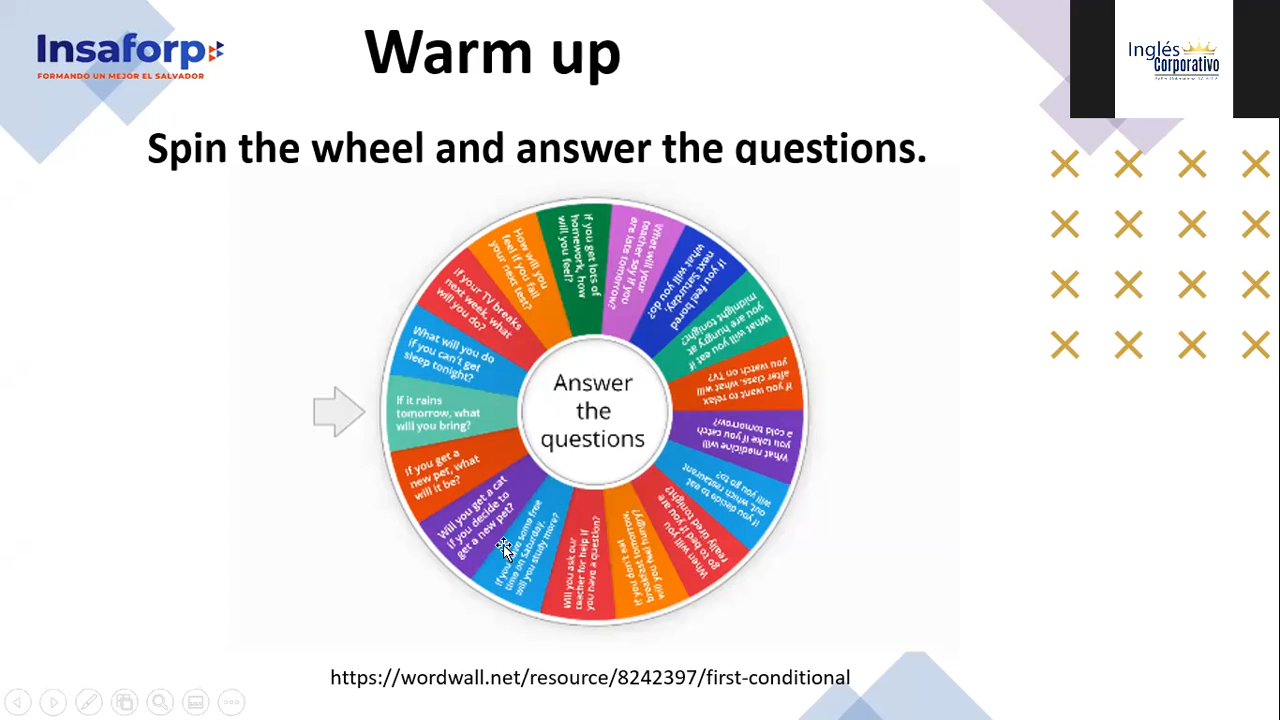 Insaforp
FORMANDO UN MEJOR EL SALVADOR
Warm up
Inglés
Corporativo
Spin the wheel and answer the questions.
If you get lots of
homework, how
will you feel?
What will your
teacher say if you
are late tomorrow?
If you feel bored
next Saturday,
what will you do?
What will you eat if
you are hungry at
midnight tonight?
If you want to relax
after class, what will
you watch on TV?
What medicine will
you take if you catch
a cold tomorrow?
If you decide to eat
out, which restaurant
will you go to?
When will you
go to bed if you are
really tired tonight?
If you don't eat
breakfast tomorrow,
will you feel hungry?
Will you ask our
teacher for help if
you have a question?
If you have some free
time on Saturday,
will you study more?
Will you get a cat
if you decide to
get a new pet?
If you get a
new pet, what
will it be?
If it rains
tomorrow, what
will you bring?
What will you do
if you can't get
sleep tonight?
If your TV breaks
next week, what
will you do?
How will you
feel if you fail
your next test?
Answer
the
questions
https://wordwall.net/resource/8242397/first-conditional